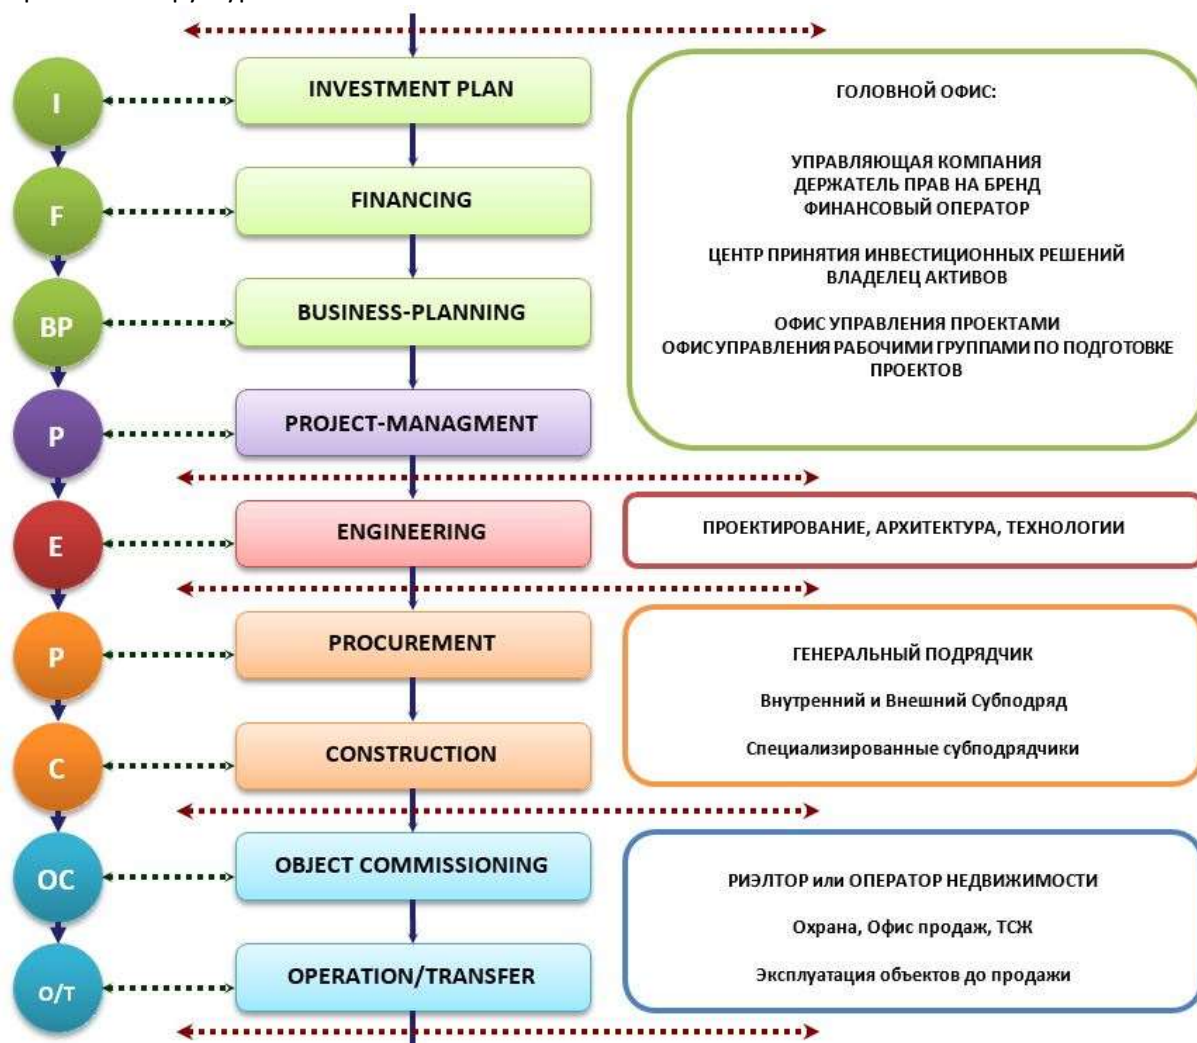 I
INVESTMENT PLAN
F
FINANCING
BP
BUSINESS-PLANNING
P
PROJECT-MANAGMENT
ГОЛОВНОЙ ОФИС:
УПРАВЛЯЮЩАЯ КОМПАНИЯ
ДЕРЖАТЕЛЬ ПРАВ НА БРЕНД
ФИНАНСОВЫЙ ОПЕРАТОР
ЦЕНТР ПРИНЯТИЯ ИНВЕСТИЦИОННЫХ РЕШЕНИЙ
ВЛАДЕЛЕЦ АКТИВОВ
ОФИС УПРАВЛЕНИЯ ПРОЕКТАМИ
ОФИС УПРАВЛЕНИЯ РАБОЧИМИ ГРУППАМИ ПО ПОДГОТОВКЕ
ПРОЕКТОВ
E
ENGINEERING
ПРОЕКТИРОВАНИЕ, АРХИТЕКТУРА, ТЕХНОЛОГИИ
P
PROCUREMENT
C
CONSTRUCTION
ГЕНЕРАЛЬНЫЙ ПОДРЯДЧИК
Внутренний и Внешний Субподряд
Специализированные субподрядчики
OC
OBJECT COMMISSIONING
O/T
OPERATION/TRANSFER
РИЭЛТОР или ОПЕРАТОР НЕДВИЖИМОСТИ
Охрана, Офис продаж, ТСЖ
Эксплуатация объектов до продажи